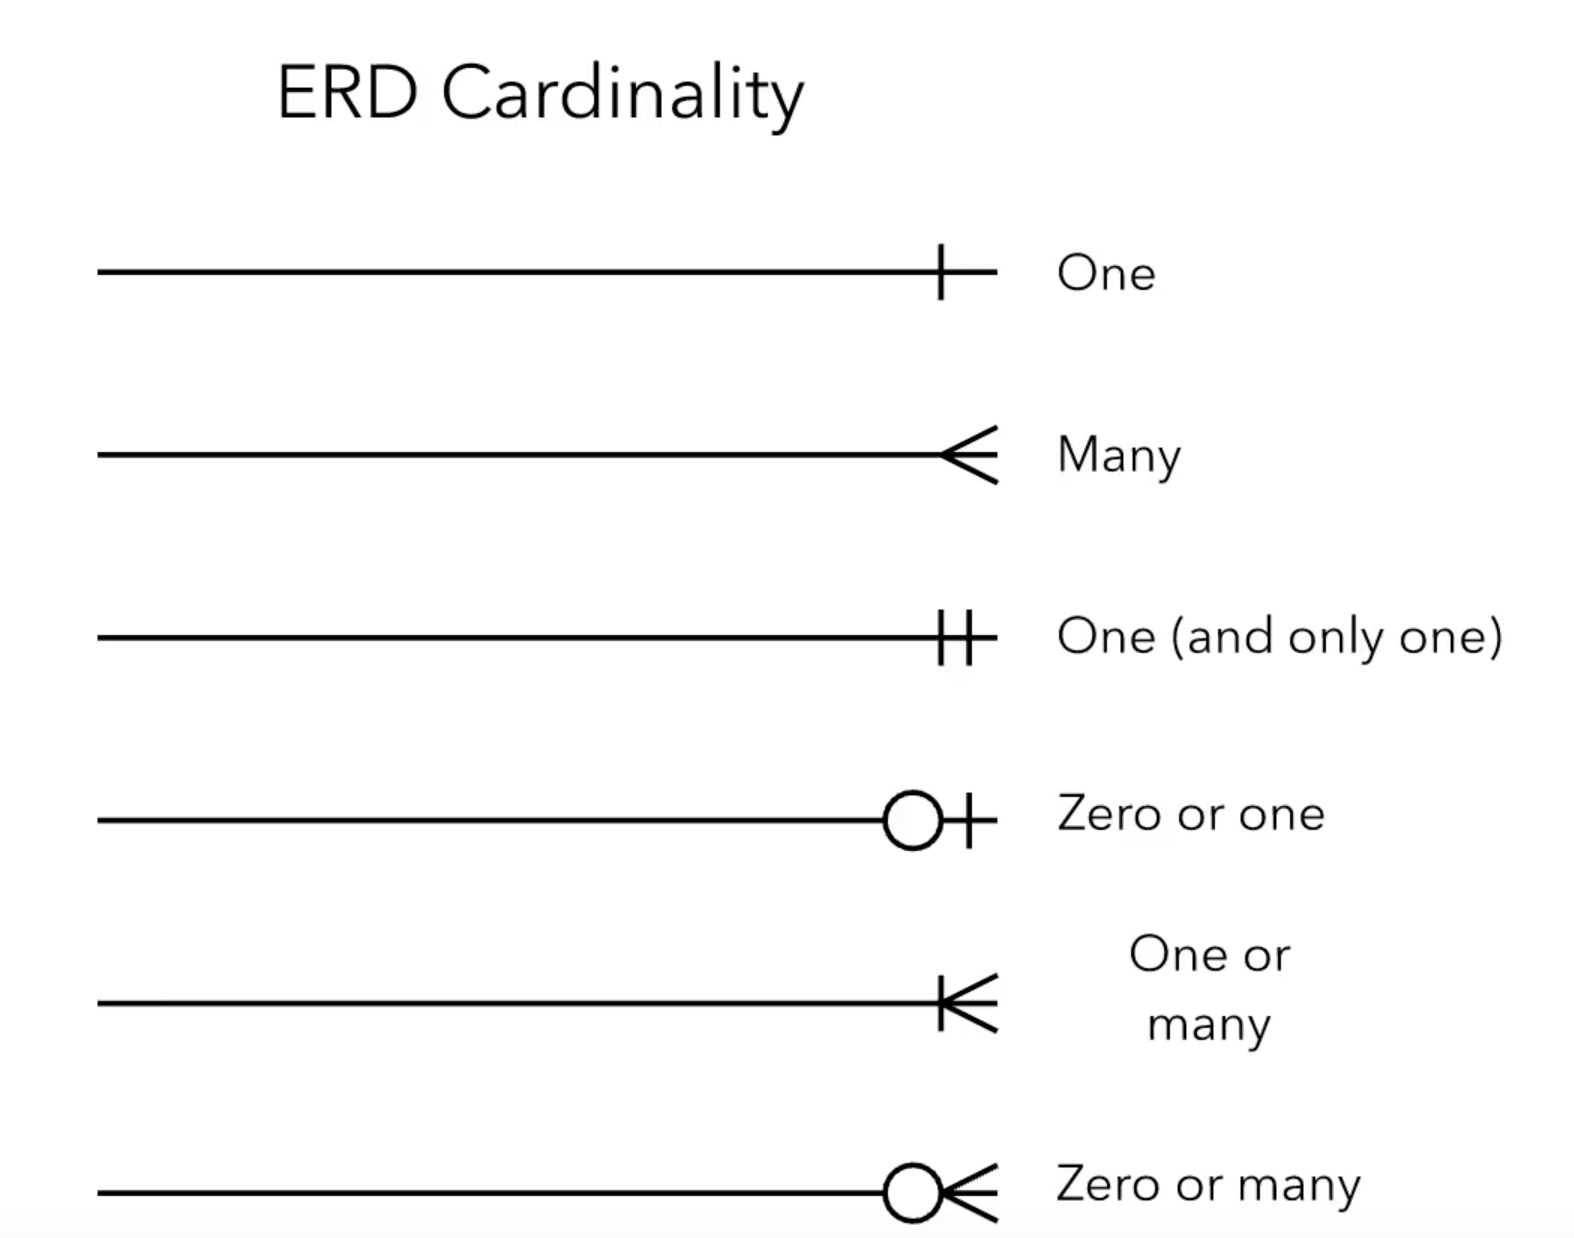 ERD Cardinality
One
Many
One (and only one)
Zero or one
One or
many
Zero or many